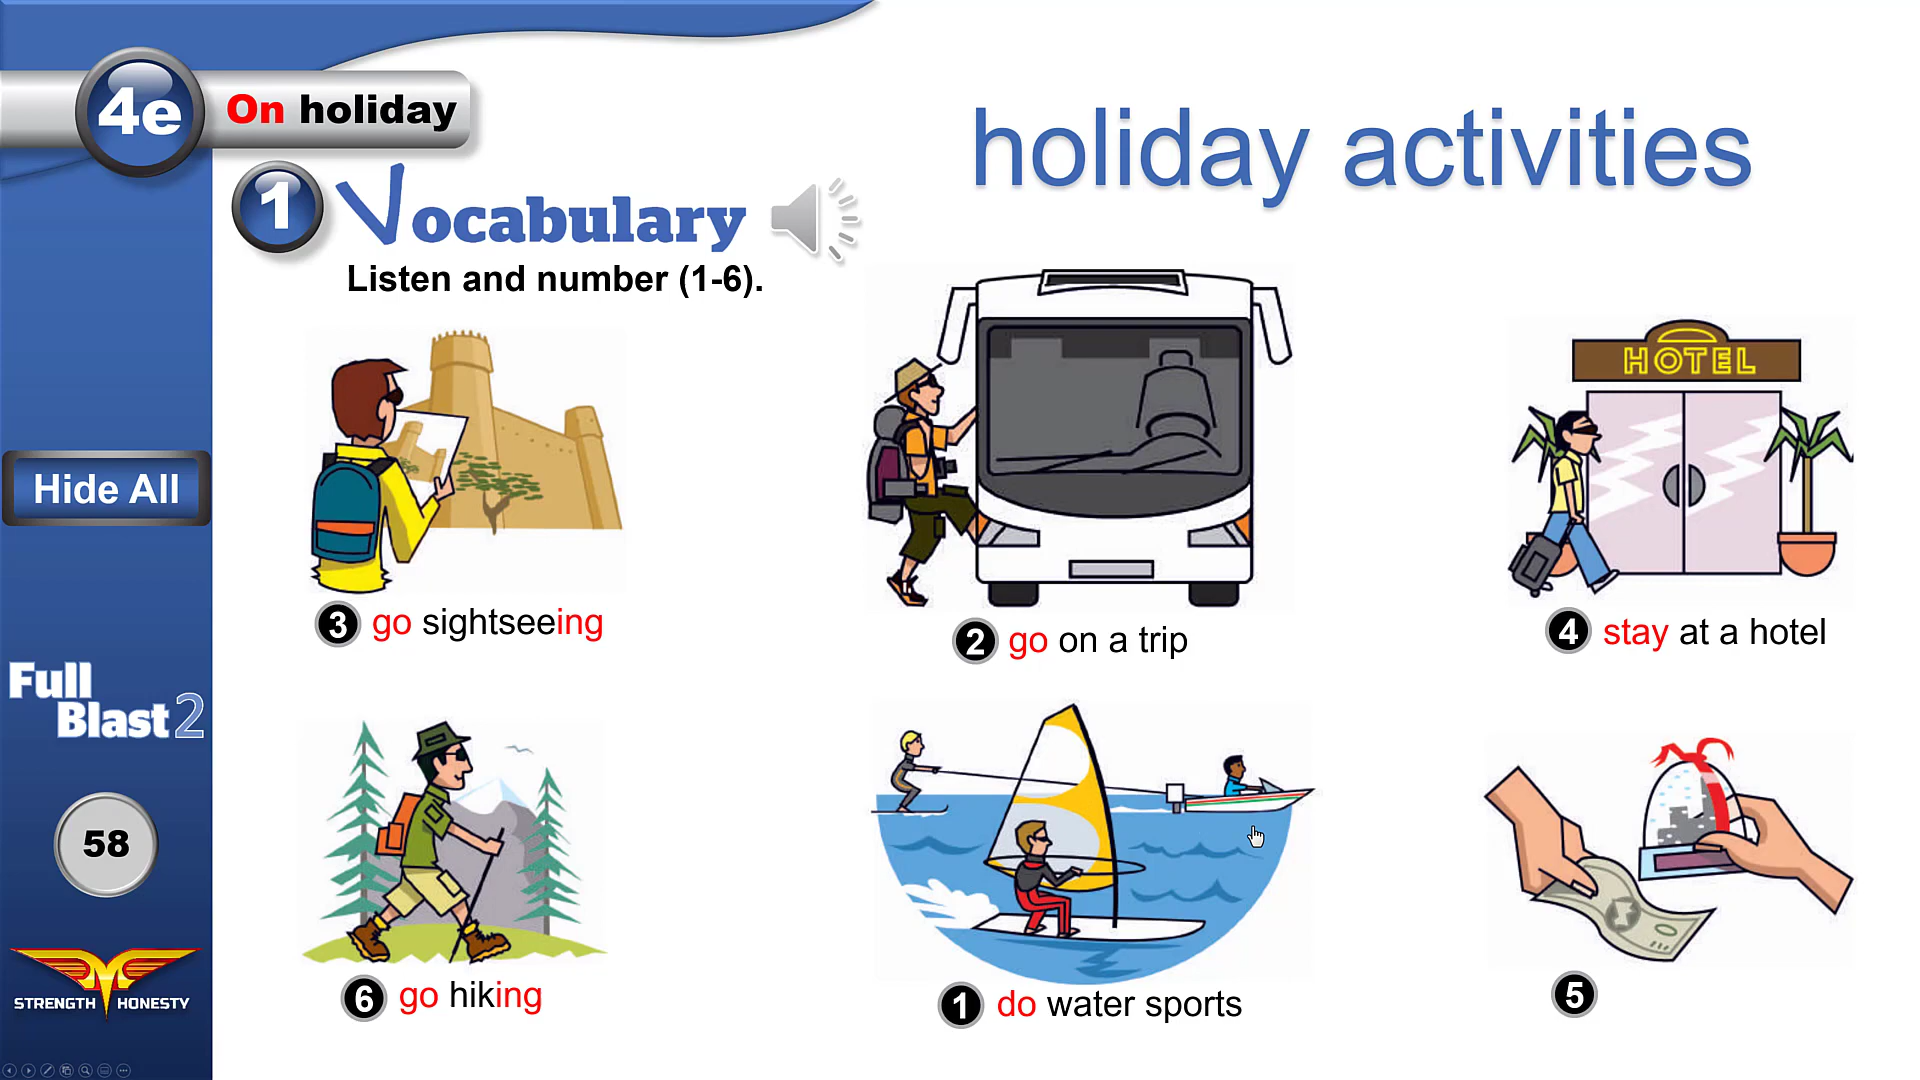 4e On holiday
holiday activities
1 Vocabulary
Listen and number (1-6).
HOTEL
3 go sightseeing
2 go on a trip
4 stay at a hotel
Hide All
Full
Blast 2
58
STRENGTH HONESTY
6 go hiking
1 do water sports
5